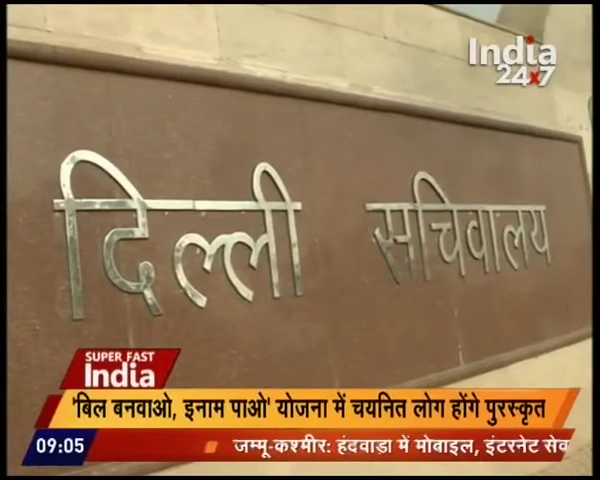 India
24x7
दिल्ली सचिवालय
SUPER FAST
India
'बिल बनवाओ, इनाम पाओ' योजना में चयनित लोग होंगे पुरस्कृत
09:05 जम्मू-कश्मीर: हंदवाड़ा में मोबाइल, इंटरनेट सेव